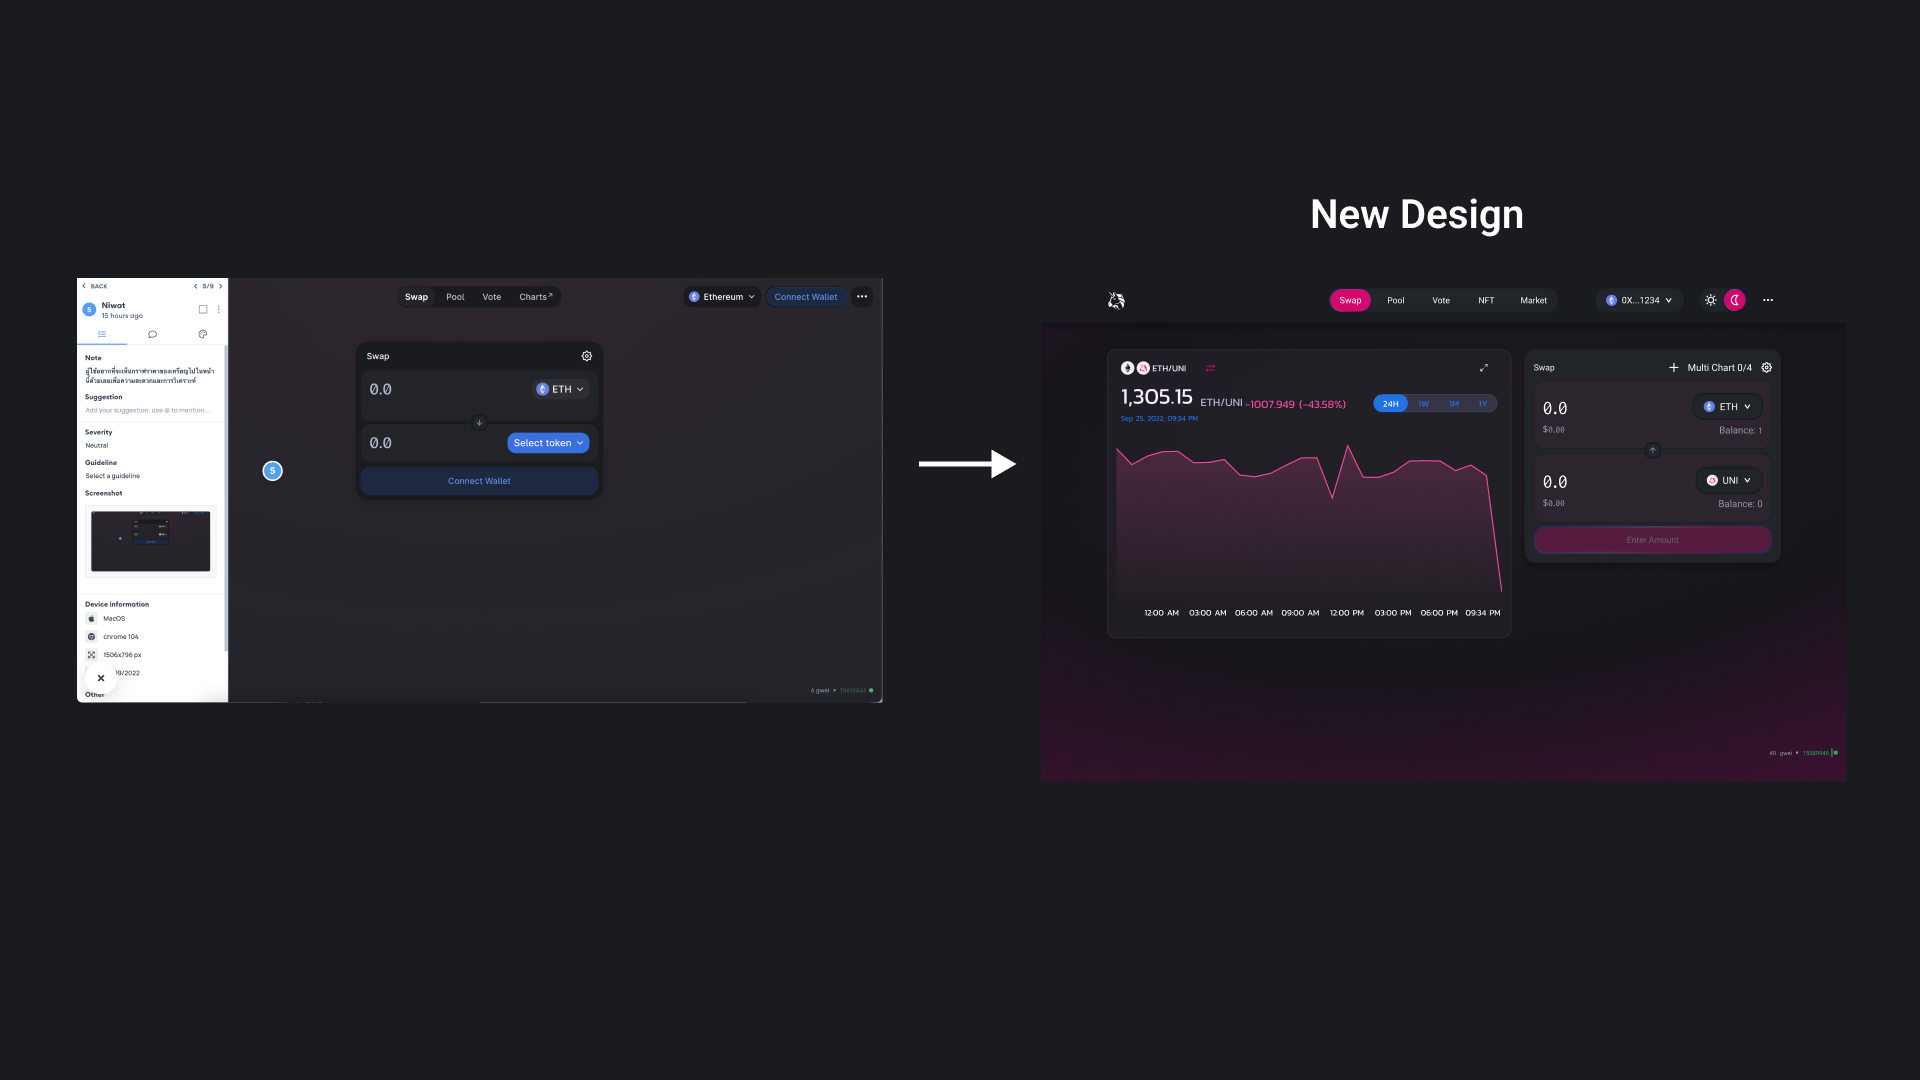 New Design
BACK
5/9
5
Niwat
15 hours ago
Note
ผู้ใช้อยากที่จะเห็นกราฟราคาของเหรียญไปในหน้า
นี้ด้วยเลยเพื่อความสะดวกและการวิเคราะห์
Suggestion
Add your suggestion, use @ to mention...
Severity
Neutral
Guideline
Select a guideline
Screenshot
Device information
MacOS
chrome 104
1506x796 px
19/2022
Other
5
Swap Pool Vote Charts↗
Ethereum
Connect Wallet
Swap
0.0
ETH
0.0
Select token
Connect Wallet
6 gwei • 15616861
Swap Pool Vote NFT Market
0X...1234
ETH/UNI
1,305.15 ETH/UNI -1007.949 (-43.58%)
Sep 25, 2022, 09:34 PM
24H 1W 1M 1Y
12:00 AM 03:00 AM 06:00 AM 09:00 AM 12:00 PM 03:00 PM 06:00 PM 09:34 PM
Swap
+ Multi Chart 0/4
0.0
ETH
$0.00
Balance: 1
0.0
UNI
$0.00
Balance: 0
Enter Amount
40 gwei • 15589946